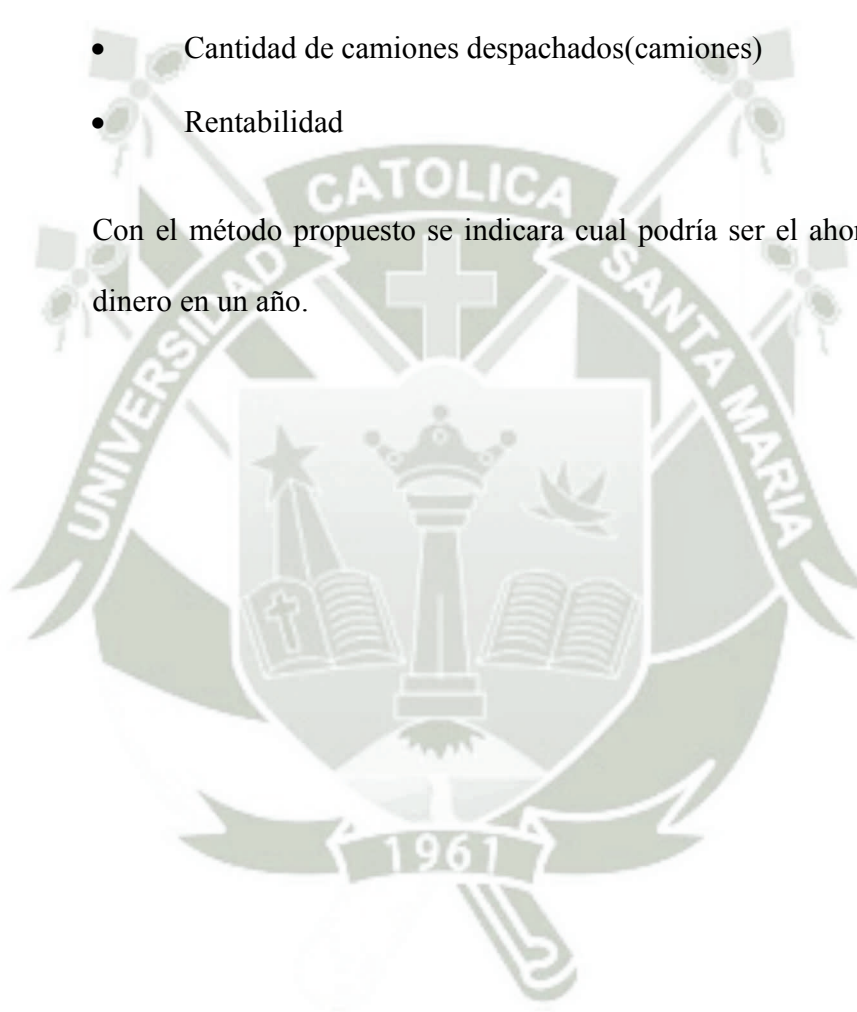 • Cantidad de camiones despachados(camiones)
• Rentabilidad
Con el método propuesto se indicara cual podría ser el
dinero en un año.
UNIVERSIDAD CATOLICA SANTA MARIA
1961